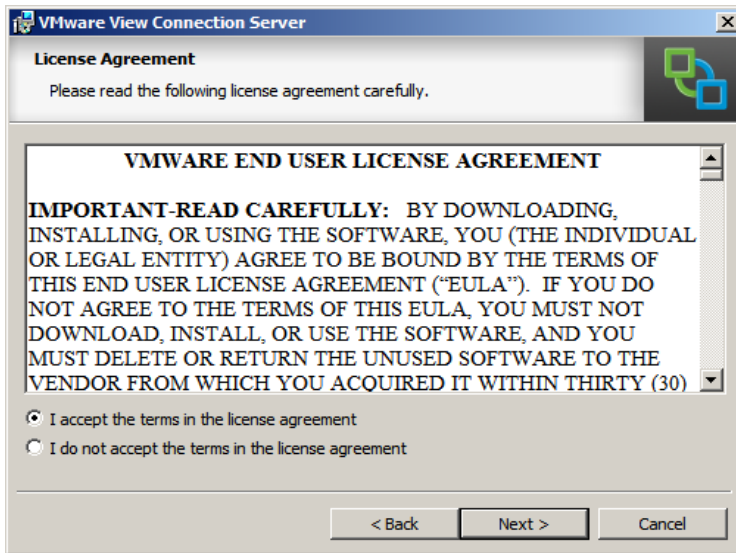 VMware View Connection Server
License Agreement
Please read the following license agreement carefully.
VMWARE END USER LICENSE AGREEMENT
IMPORTANT-READ CAREFULLY:   BY DOWNLOADING,
INSTALLING, OR USING THE SOFTWARE, YOU (THE INDIVIDUAL
OR LEGAL ENTITY) AGREE TO BE BOUND BY THE TERMS OF
THIS END USER LICENSE AGREEMENT (“EULA”).  IF YOU DO
NOT AGREE TO THE TERMS OF THIS EULA, YOU MUST NOT
DOWNLOAD, INSTALL, OR USE THE SOFTWARE, AND YOU
MUST DELETE OR RETURN THE UNUSED SOFTWARE TO THE
VENDOR FROM WHICH YOU ACQUIRED IT WITHIN THIRTY (30)
I accept the terms in the license agreement
I do not accept the terms in the license agreement
< Back Next > Cancel